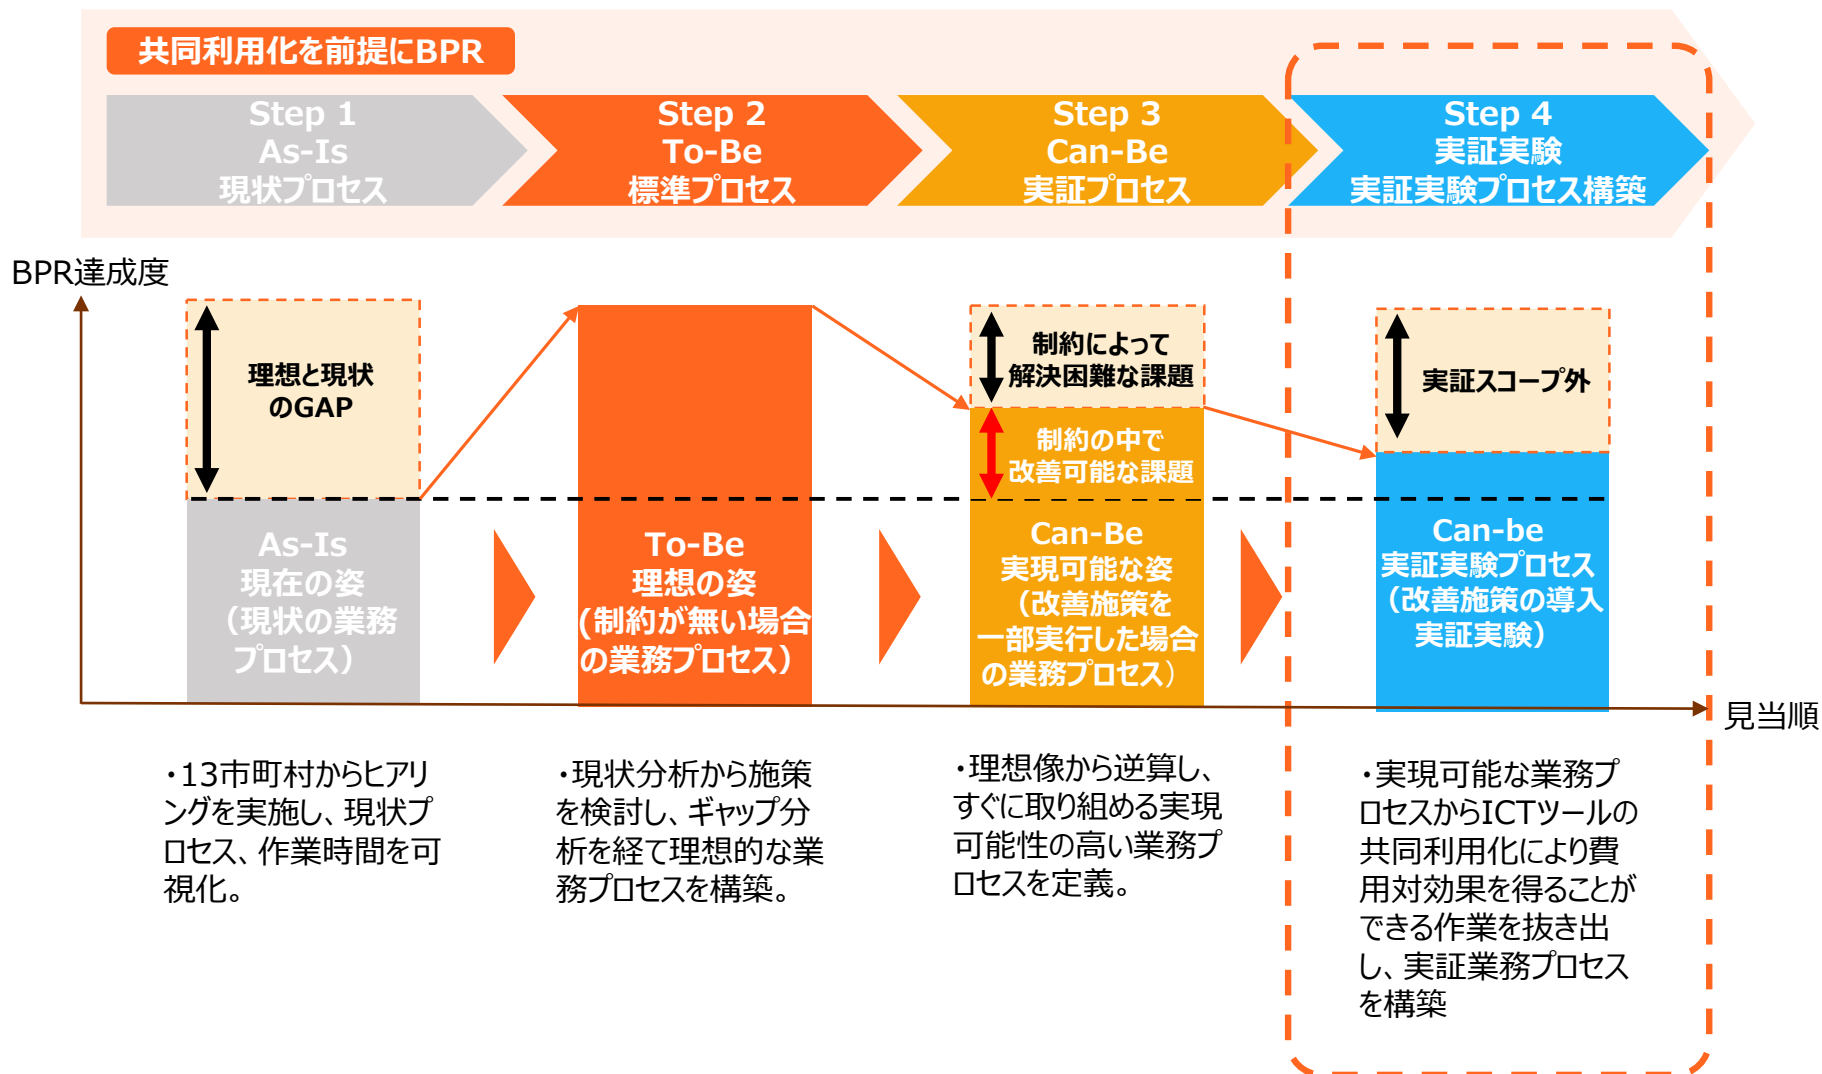 共同利用化を前提にBPR
Step 1
As-Is
現状プロセス
Step 2
To-Be
標準プロセス
Step 3
Can-Be
実証プロセス
Step 4
実証実験
実証実験プロセス構築
BPR達成度
理想と現状
のGAP
As-Is
現在の姿
（現状の業務
プロセス）
To-Be
理想の姿
(制約が無い場合
の業務プロセス）
制約によって
解決困難な課題
制約の中で
改善可能な課題
Can-Be
実現可能な姿
（改善施策を
一部実行した場合
の業務プロセス）
実証スコープ外
Can-be
実証実験プロセス
（改善施策の導入
実証実験）
見当順
・13市町村からヒアリ
ングを実施し、現状プ
ロセス、作業時間を可
視化。
・現状分析から施策
を検討し、ギャップ分
析を経て理想的な業
務プロセスを構築。
・理想像から逆算し、
すぐに取り組める実現
可能性の高い業務プ
ロセスを定義。
・実現可能な業務プ
ロセスからICTツールの
共同利用化により費
用対効果を得ることが
できる作業を抜き出
し、実証業務プロセス
を構築